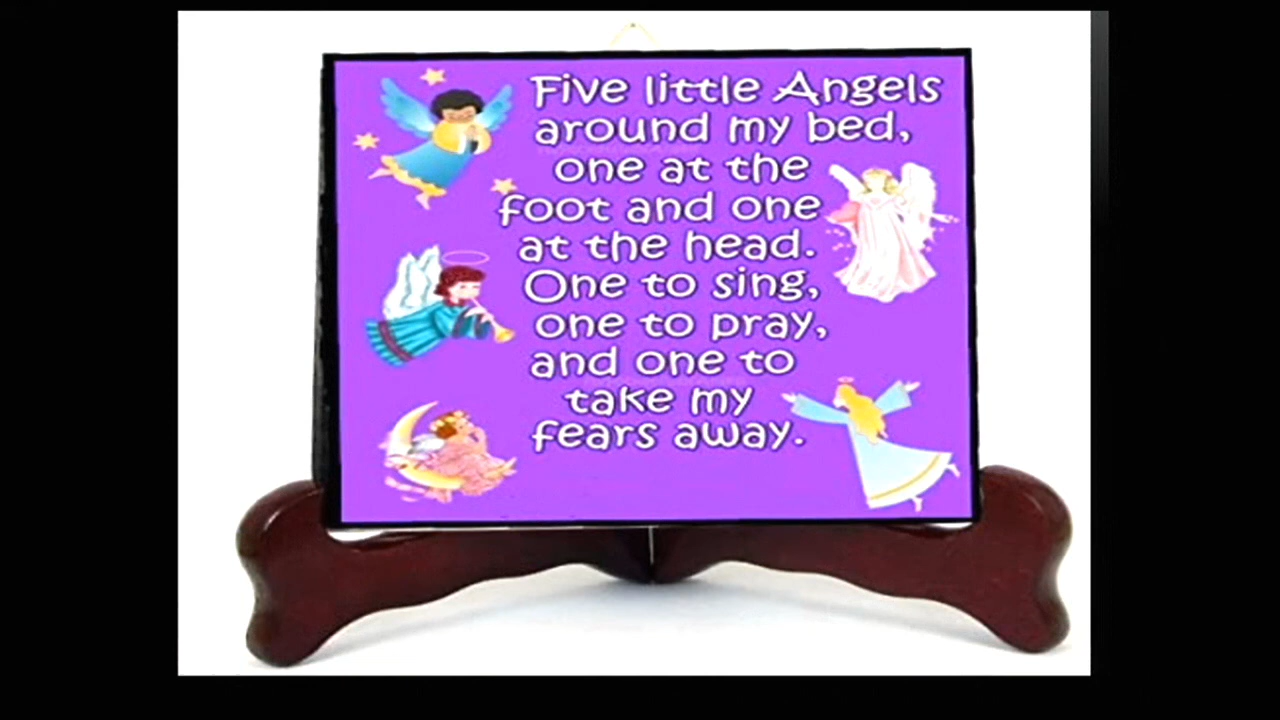 Five little Angels
around my bed,
one at the
foot and one
at the head.
One to sing,
one to pray,
and one to
take my
fears away.